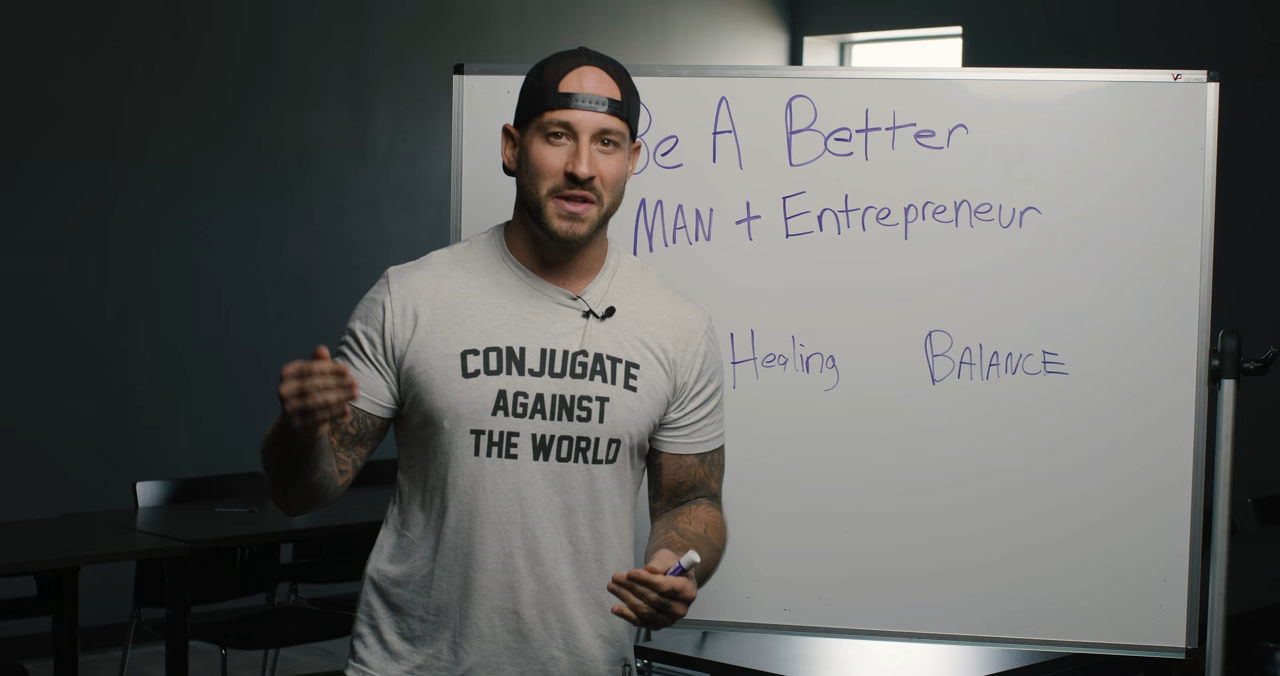 Be A Better
MAN + Entrepreneur
Healing BALANCE
CONJUGATE
AGAINST
THE WORLD